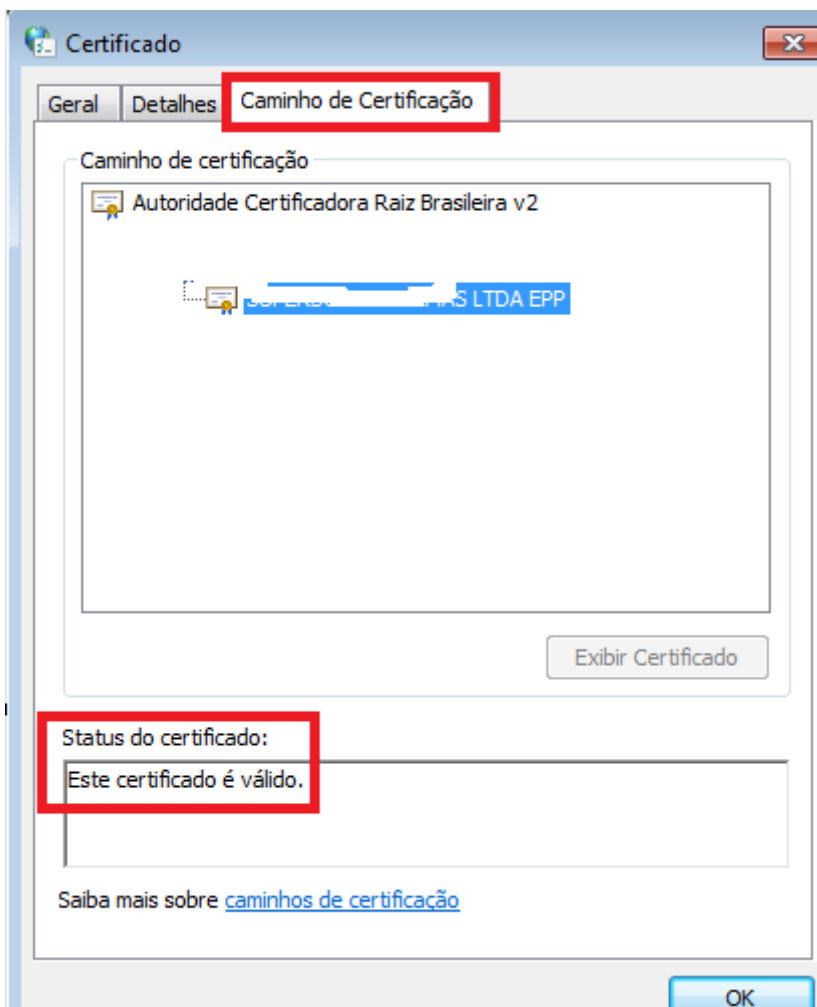 Certificado
Geral Detalhes Caminho de Certificação
Caminho de certificação
Autoridade Certificadora Raiz Brasileira v2
LTDA EPP
Exibir Certificado
Status do certificado:
Este certificado é válido.
Saiba mais sobre caminhos de certificação
OK